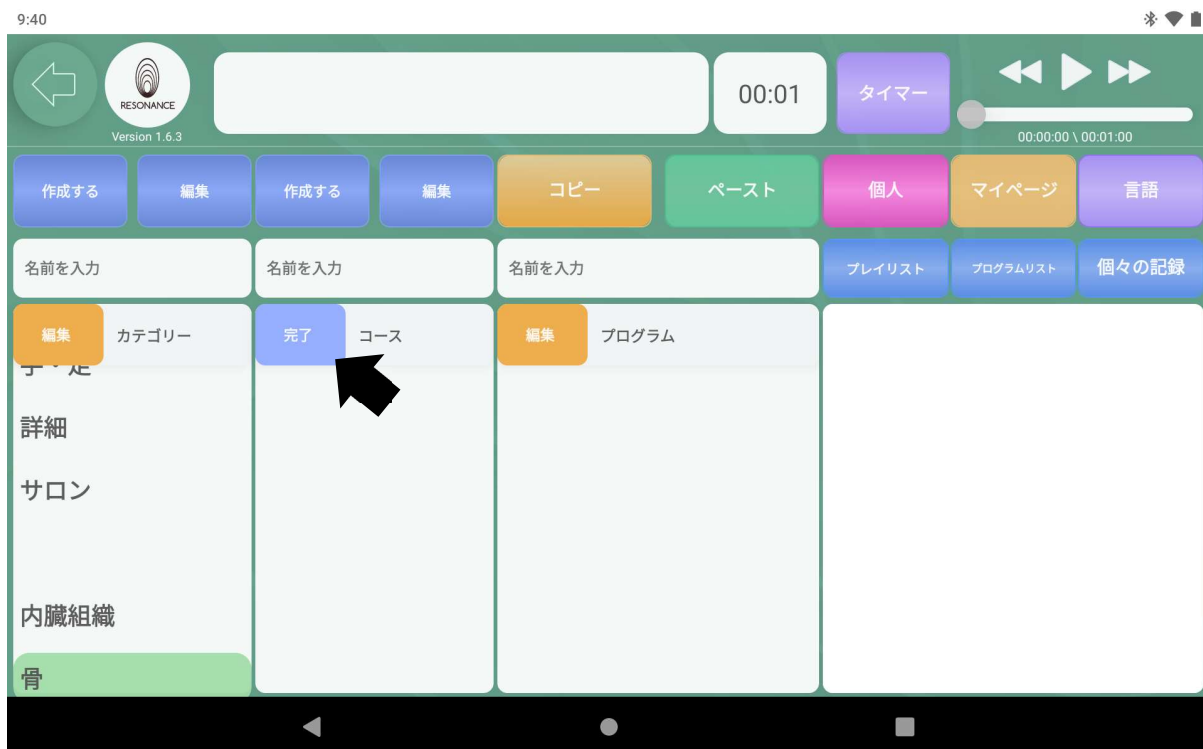 9:40
RESONANCE
Version 1.6.3
00:01
タイマー
00:00:00 \ 00:01:00
作成する
編集
作成する
編集
コピー
ペースト
個人
マイページ
言語
名前を入力
名前を入力
名前を入力
プレイリスト
プログラムリスト
個々の記録
編集
カテゴリー
完了
コース
編集
プログラム
手・足
詳細
サロン
内臓組織
骨